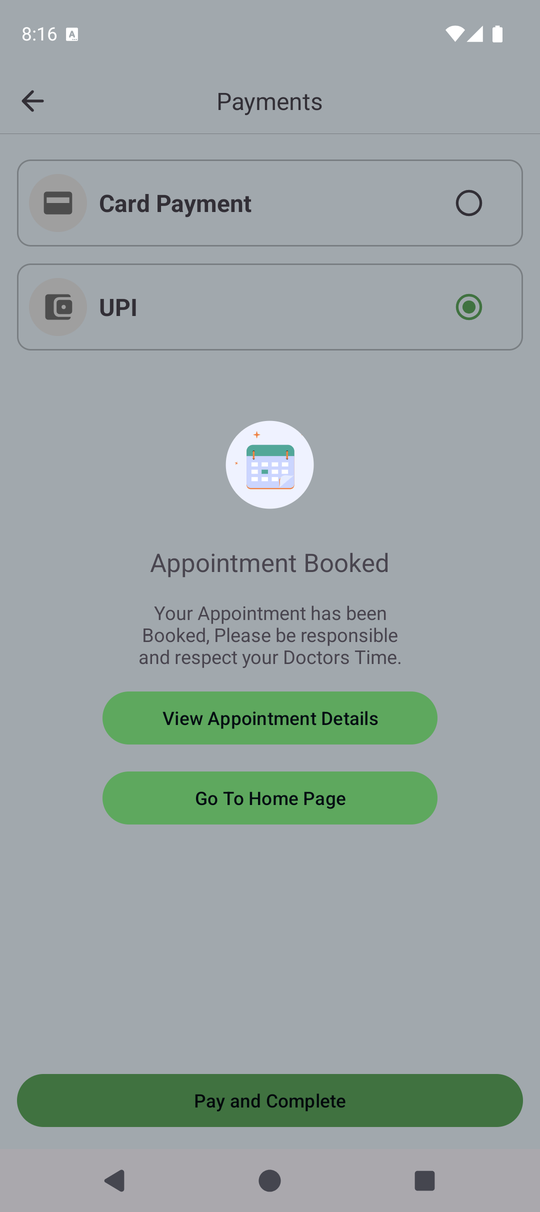 8:16 A
Payments
Card Payment
UPI
Appointment Booked
Your Appointment has been
Booked, Please be responsible
and respect your Doctors Time.
View Appointment Details
Go To Home Page
Pay and Complete